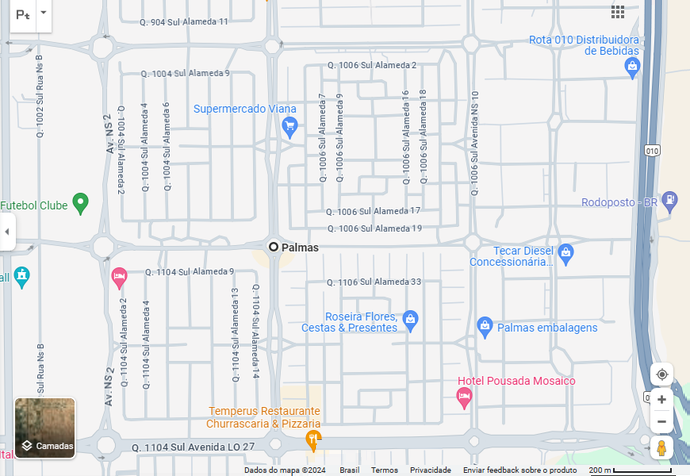 Pt
Q. 904 Sul Alameda 11
Rota 010 Distribuidora
de Bebidas
Q. 1002 Sul Rua Ns B
Q. 1004 Sul Alameda 9
Q. 1006 Sul Alameda 2
Av. NS 2
Q. 1004 Sul Alameda 2
Q. 1004 Sul Alameda 4
Q. 1004 Sul Alameda 6
Supermercado Viana
Q. 1006 Sul Alameda 7
Q. 1006 Sul Alameda 9
Q. 1006 Sul Alameda 16
Q. 1006 Sul Alameda 18
Q. 1006 Sul Avenida NS 10
010
Futebol Clube
Rodoposto - BR
Q. 1006 Sul Alameda 17
Q. 1006 Sul Alameda 19
Palmas
Tecar Diesel
Concessionária...
all
Q. 1104 Sul Alameda 9
Q. 1106 Sul Alameda 33
Q. 1104 Sul Alameda 2
Q. 1104 Sul Alameda 4
Q. 1104 Sul Alameda 13
Q. 1104 Sul Alameda 14
Roseira Flores,
Cestas & Presentes
Palmas embalagens
Sul Rua Ns B
Av. NS 2
Hotel Pousada Mosaico
Temperus Restaurante
Churrascaria & Pizzaria
Camadas
Q. 1104 Sul Avenida LO 27
ital
Dados do mapa ©2024 Brasil Termos Privacidade Enviar feedback sobre o produto 200 m